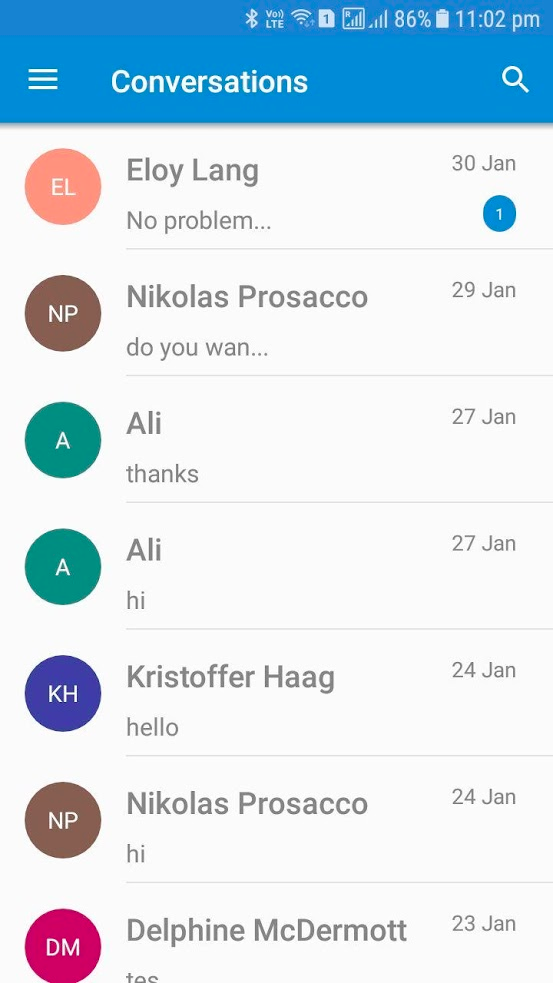 Vo)) LTE 1 R 86% 11:02 pm
Conversations
EL Eloy Lang 30 Jan
No problem... 1
NP Nikolas Prosacco 29 Jan
do you wan...
A Ali 27 Jan
thanks
A Ali 27 Jan
hi
KH Kristoffer Haag 24 Jan
hello
NP Nikolas Prosacco 24 Jan
hi
DM Delphine McDermott 23 Jan
tes